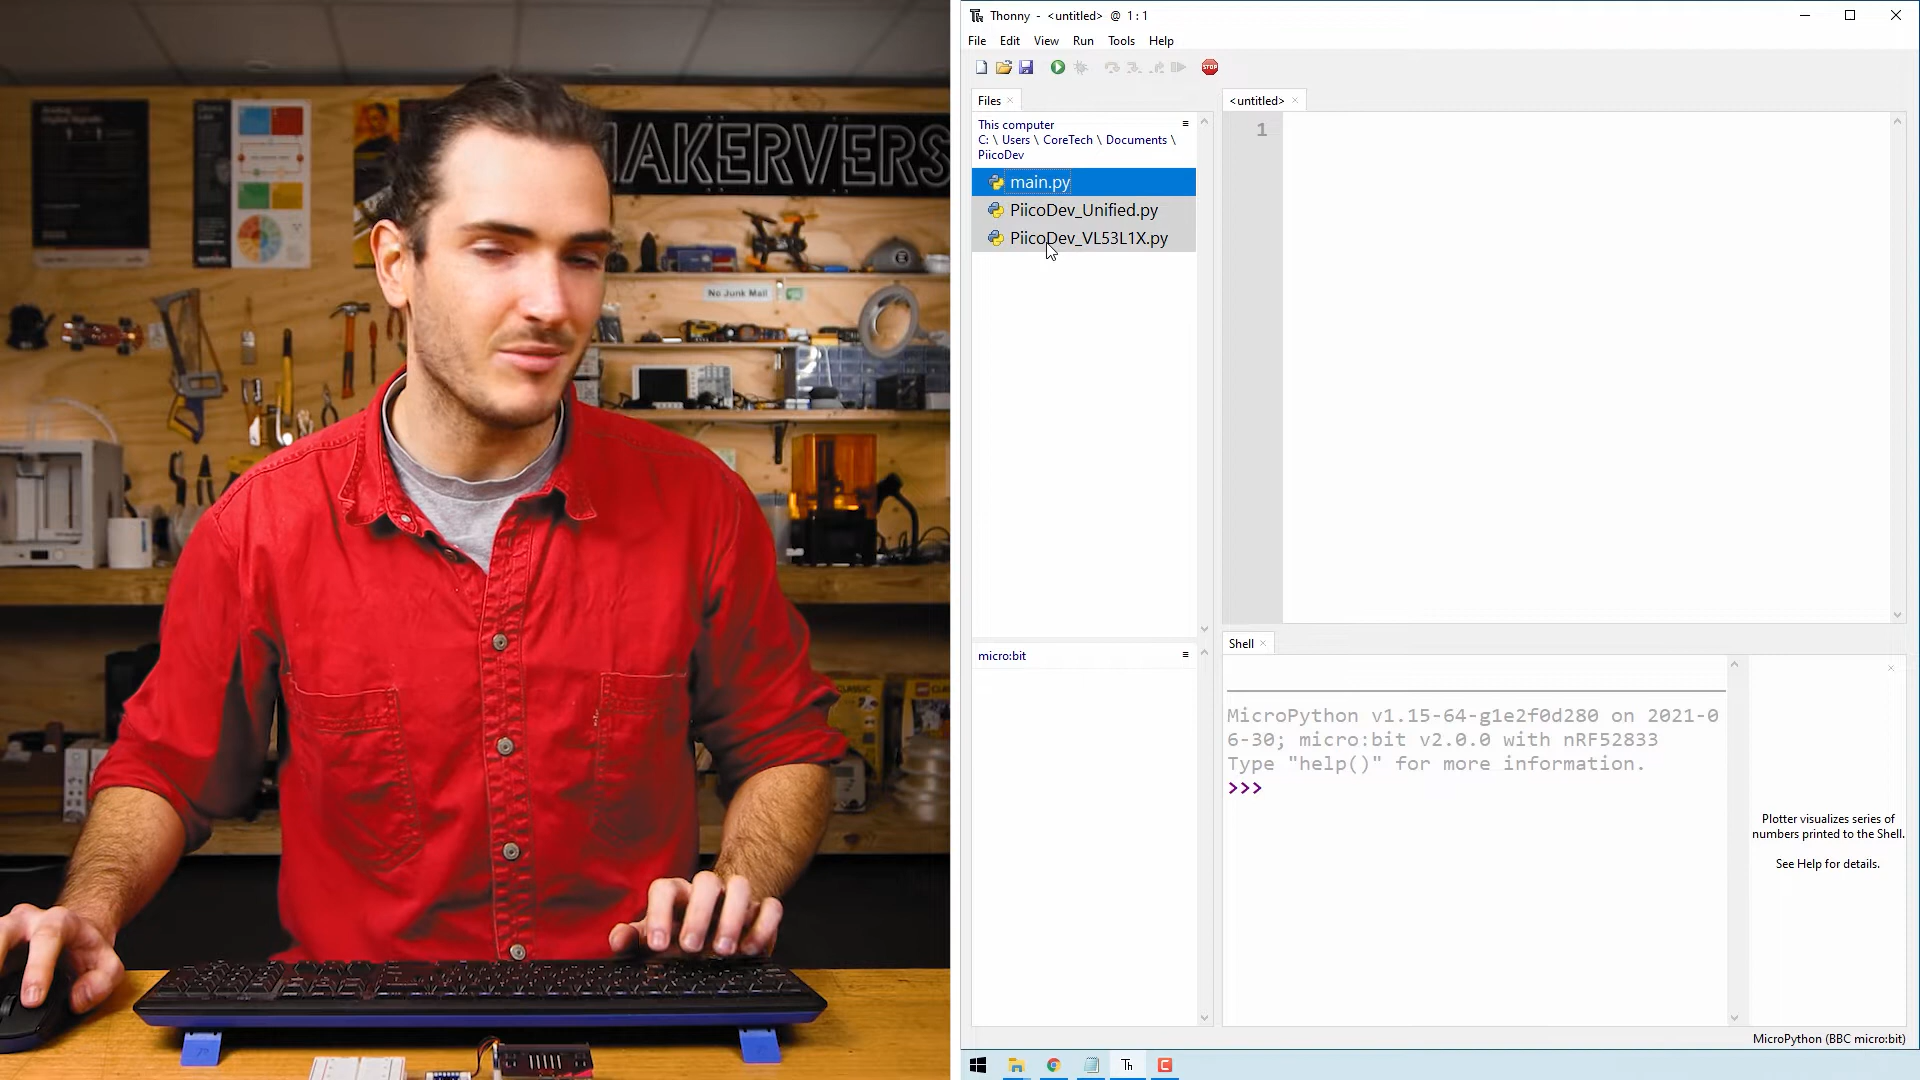 MAKERVERS
No Junk Mail
CLASSIC
Thonny - <untitled> @ 1:1
File Edit View Run Tools Help
STOP
Files
<untitled>
This computer
C: \ Users \ CoreTech \ Documents \
PiicoDev
main.py
PiicoDev_Unified.py
PiicoDev_VL53L1X.py
1
micro:bit
Shell
MicroPython v1.15-64-g1e2f0d280 on 2021-0
6-30; micro:bit v2.0.0 with nRF52833
Type "help()" for more information.
>>>
Plotter visualizes series of
numbers printed to the Shell.
See Help for details.
MicroPython (BBC micro:bit)
Th